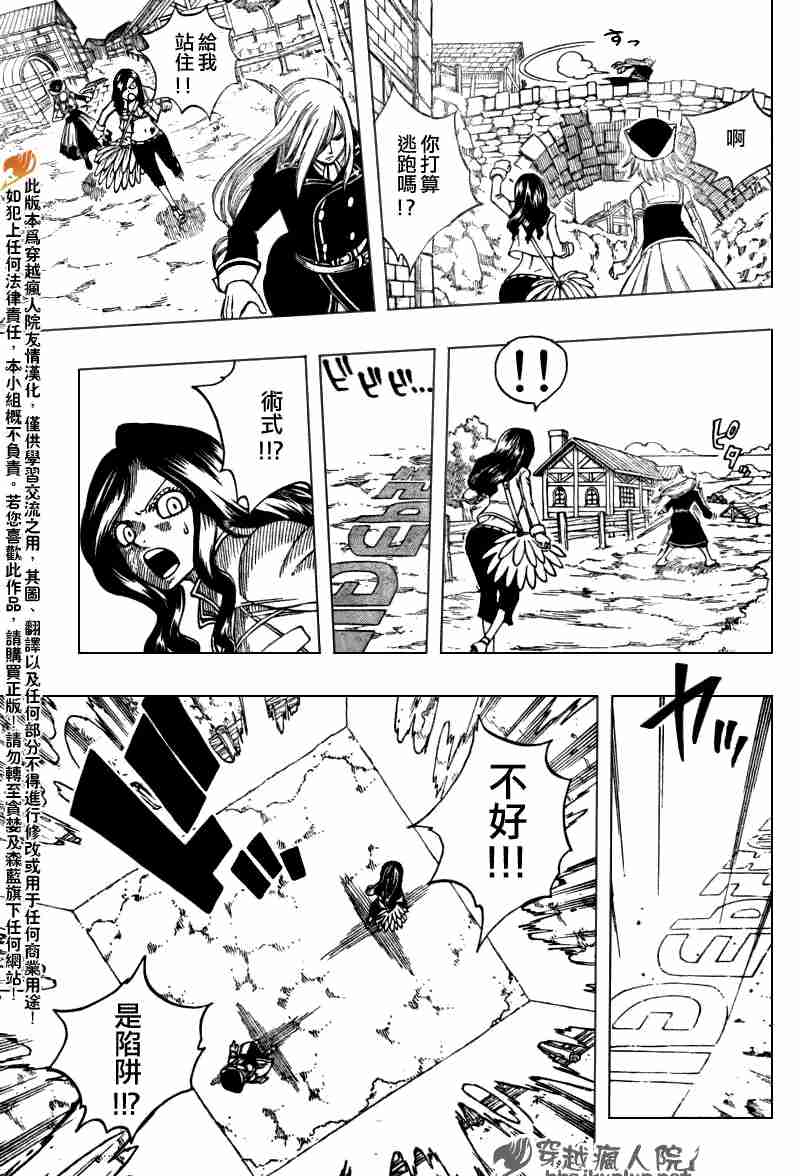 啊
すっ
你打算
逃跑嗎!?
給我
站住!!
!!
ピタ
ビビビ…
術式
!!?
ヤッ
不好!!!
是陷阱
!!?
此版本爲穿越瘋人院友情漢化，僅供學習交流之用，其圖、翻譯以及任何部分不得進行修改或用于任何商業用途！
如犯上任何法律責任，本小組概不負責。若您喜歡此作品，請購買正版！請勿轉至貪婪及森藍旗下任何網站！
穿越瘋人院